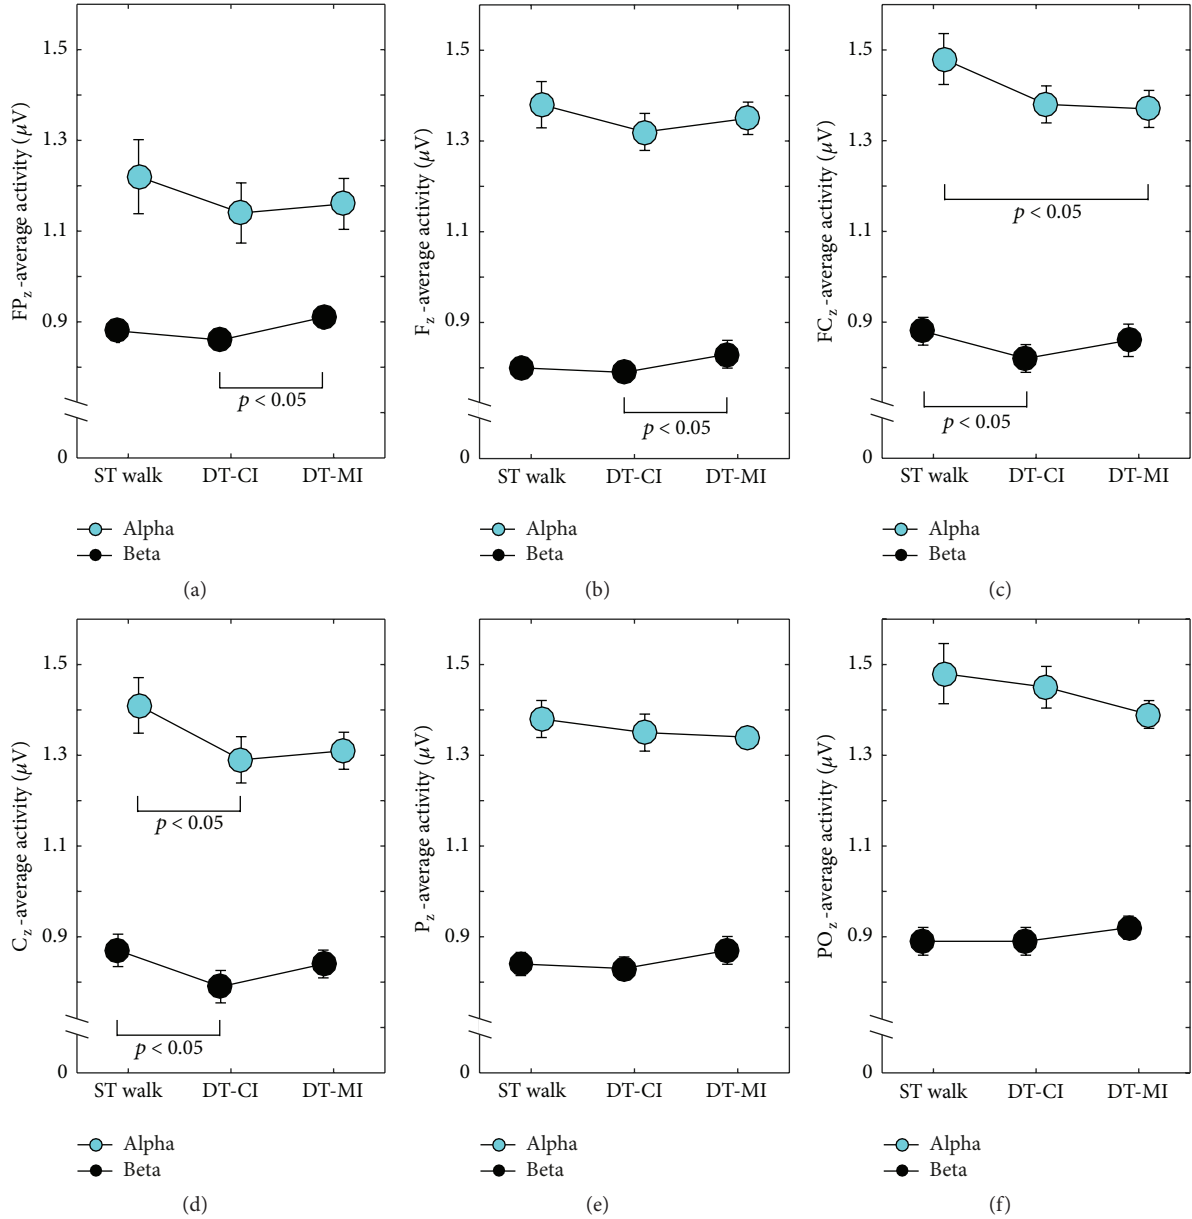 FPz-average activity (μV)
1.5
1.3
1.1
0.9
0
p < 0.05
ST walk DT-CI DT-MI
Alpha
Beta
(a)
Fz-average activity (μV)
1.5
1.3
1.1
0.9
0
p < 0.05
ST walk DT-CI DT-MI
Alpha
Beta
(b)
FCz-average activity (μV)
1.5
1.3
1.1
0.9
0
p < 0.05
p < 0.05
ST walk DT-CI DT-MI
Alpha
Beta
(c)
Cz-average activity (μV)
1.5
1.3
1.1
0.9
0
p < 0.05
p < 0.05
ST walk DT-CI DT-MI
Alpha
Beta
(d)
Pz-average activity (μV)
1.5
1.3
1.1
0.9
0
ST walk DT-CI DT-MI
Alpha
Beta
(e)
POz-average activity (μV)
1.5
1.3
1.1
0.9
0
ST walk DT-CI DT-MI
Alpha
Beta
(f)